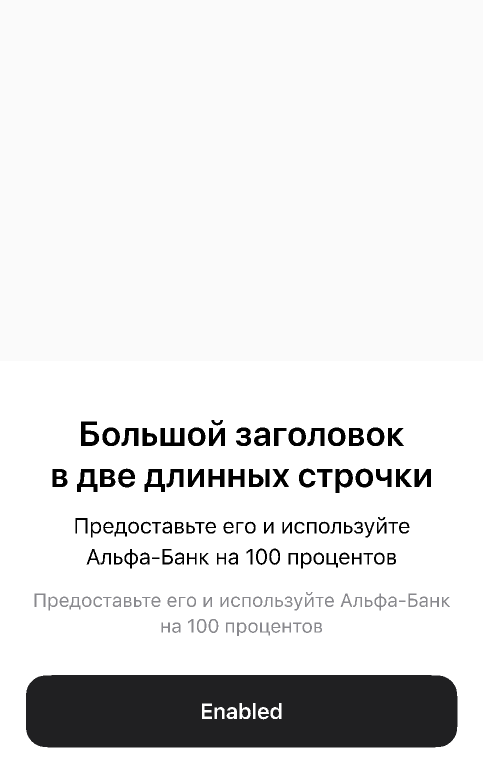 Большой заголовок
в две длинных строчки
Предоставьте его и используйте
Альфа-Банк на 100 процентов
Предоставьте его и используйте Альфа-Банк
на 100 процентов
Enabled